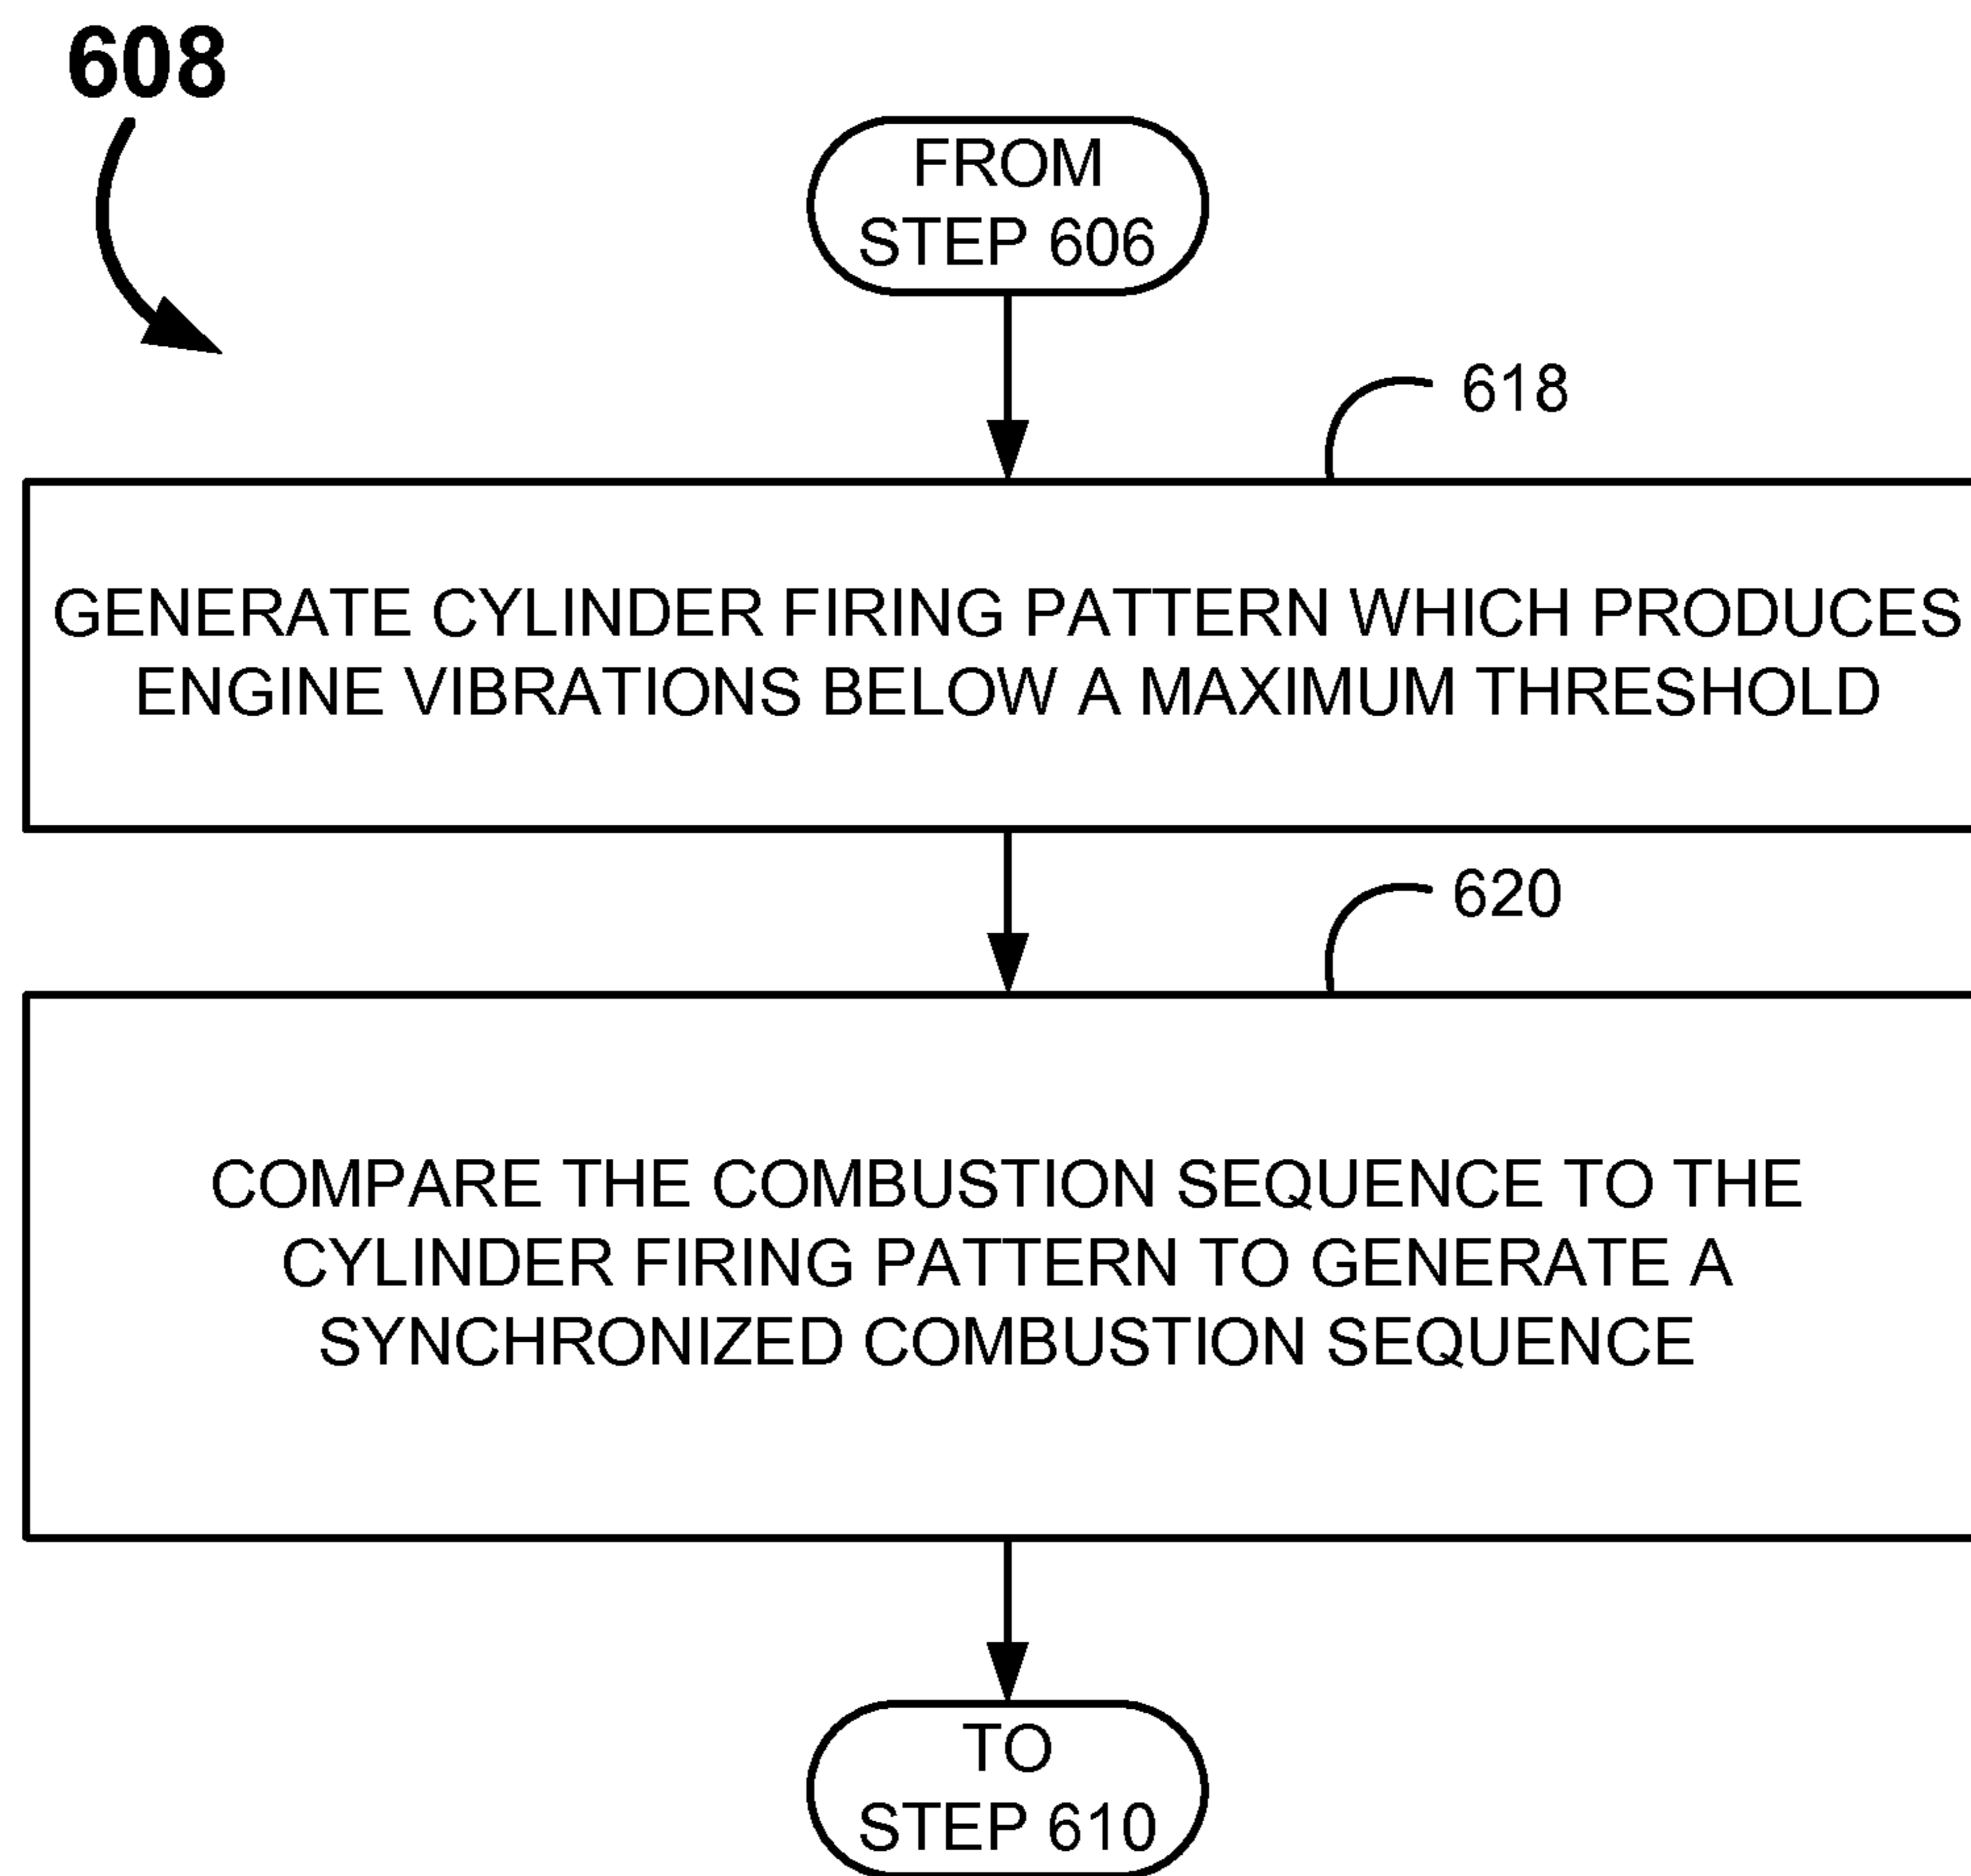 608
FROM
STEP 606
618
GENERATE CYLINDER FIRING PATTERN WHICH PRODUCES
ENGINE VIBRATIONS BELOW A MAXIMUM THRESHOLD
620
COMPARE THE COMBUSTION SEQUENCE TO THE
CYLINDER FIRING PATTERN TO GENERATE A
SYNCHRONIZED COMBUSTION SEQUENCE
TO
STEP 610